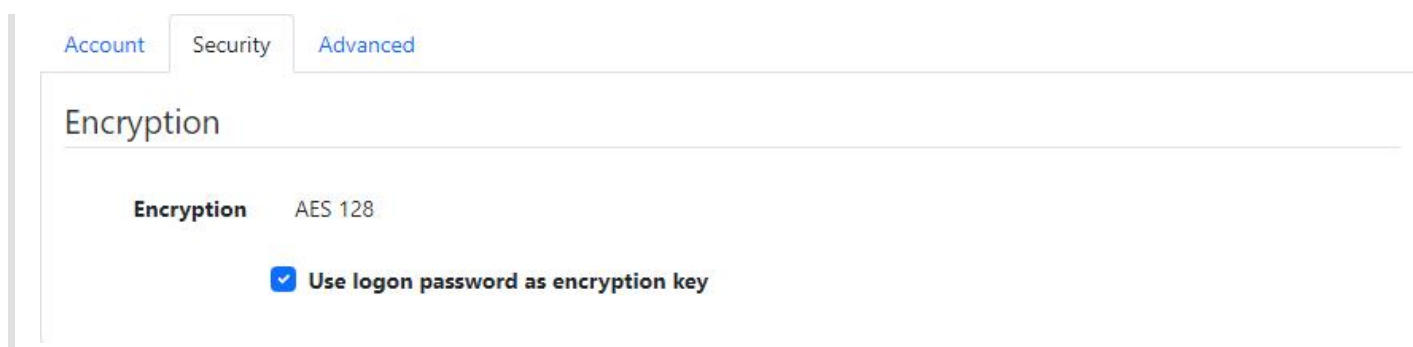 Account Security Advanced
Encryption
Encryption AES 128
Use logon password as encryption key